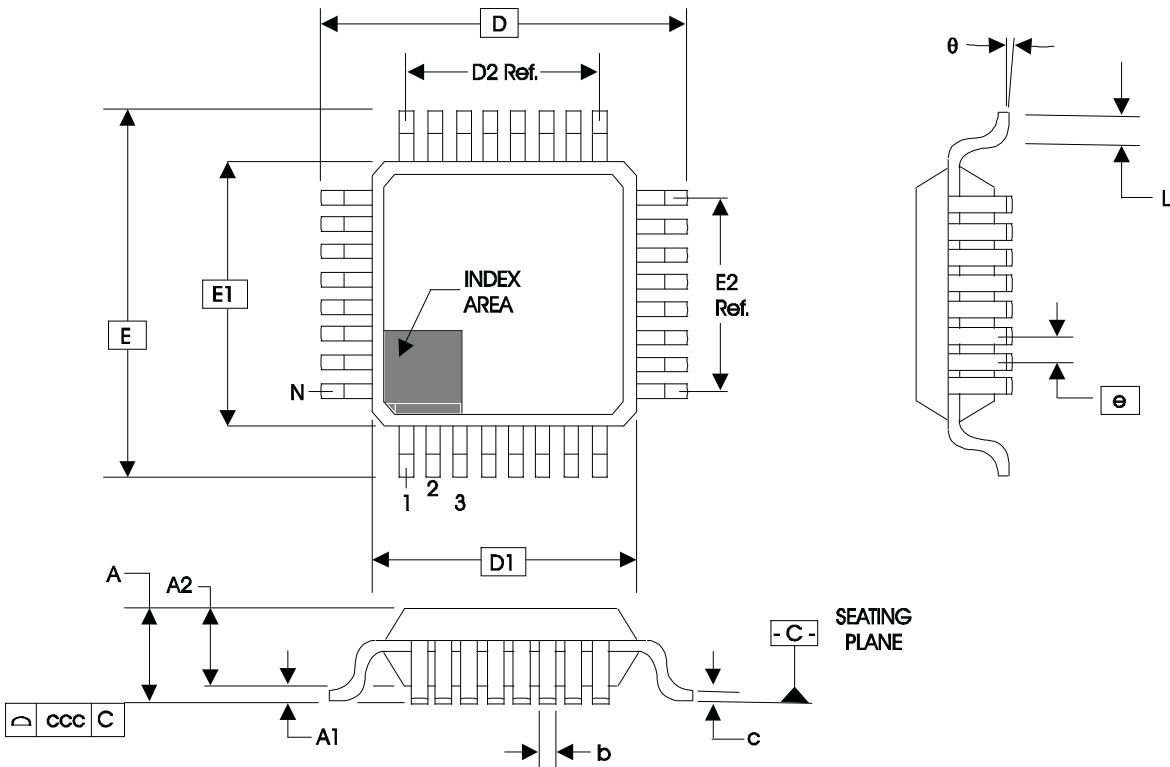 D
D2 Ref.
θ
L
E1
E
INDEX
AREA
E2
Ref.
N
e
1
2
3
D1
A
A2
- C -
SEATING
PLANE
ccc C
A1
b
c